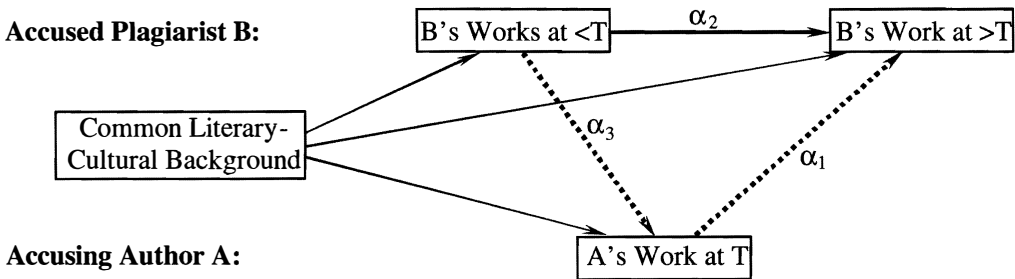 Accused Plagiarist B:
B's Works at <T
α2
B's Work at >T
Common Literary-
Cultural Background
α3
α1
Accusing Author A:
A's Work at T